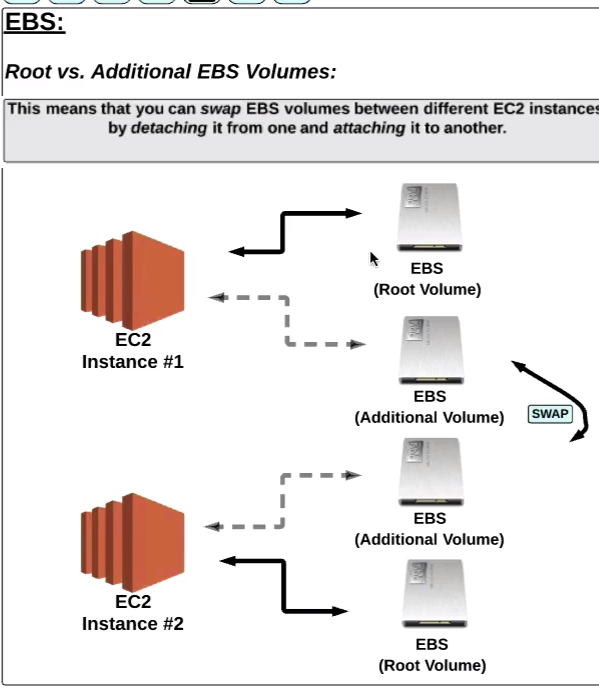 EBS:
Root vs. Additional EBS Volumes:
This means that you can swap EBS volumes between different EC2 instances
by detaching it from one and attaching it to another.
EBS
(Root Volume)
EC2
Instance #1
EBS
(Additional Volume)
SWAP
EBS
(Additional Volume)
EC2
Instance #2
EBS
(Root Volume)